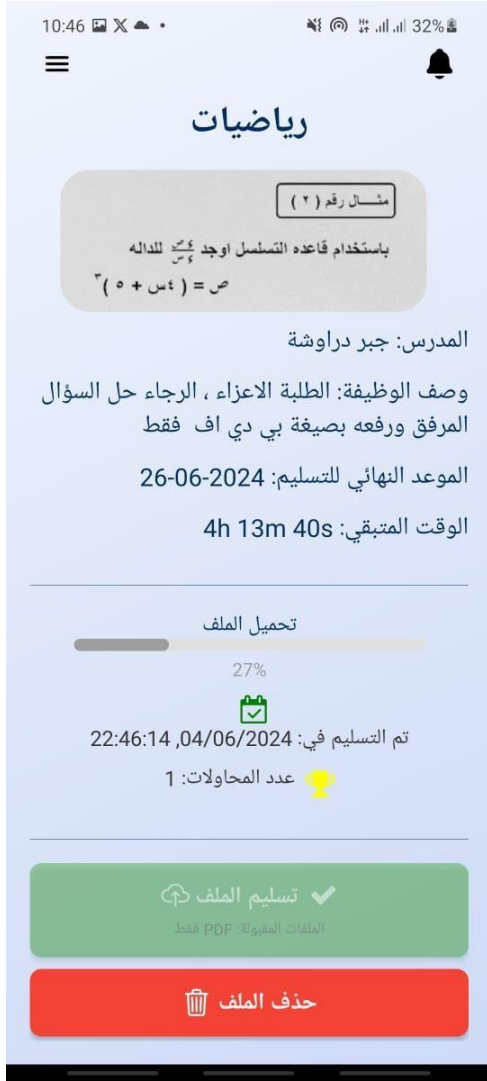 10:46 32%
رياضيات
مثـــال رقم ( ٢ )
باستخدام قاعده التسلسل اوجد ءص/ءس للداله
ص = ( ٤س + ٥ )^٣
المدرس: جبر دراوشة
وصف الوظيفة: الطلبة الاعزاء ، الرجاء حل السؤال
المرفق ورفعه بصيغة بي دي اف فقط
الموعد النهائي للتسليم: 2024-06-26
الوقت المتبقي: 4h 13m 40s
تحميل الملف
27%
تم التسليم في: 04/06/2024, 22:46:14
عدد المحاولات: 1
تسليم الملف
الملفات المقبولة: PDF فقط
حذف الملف